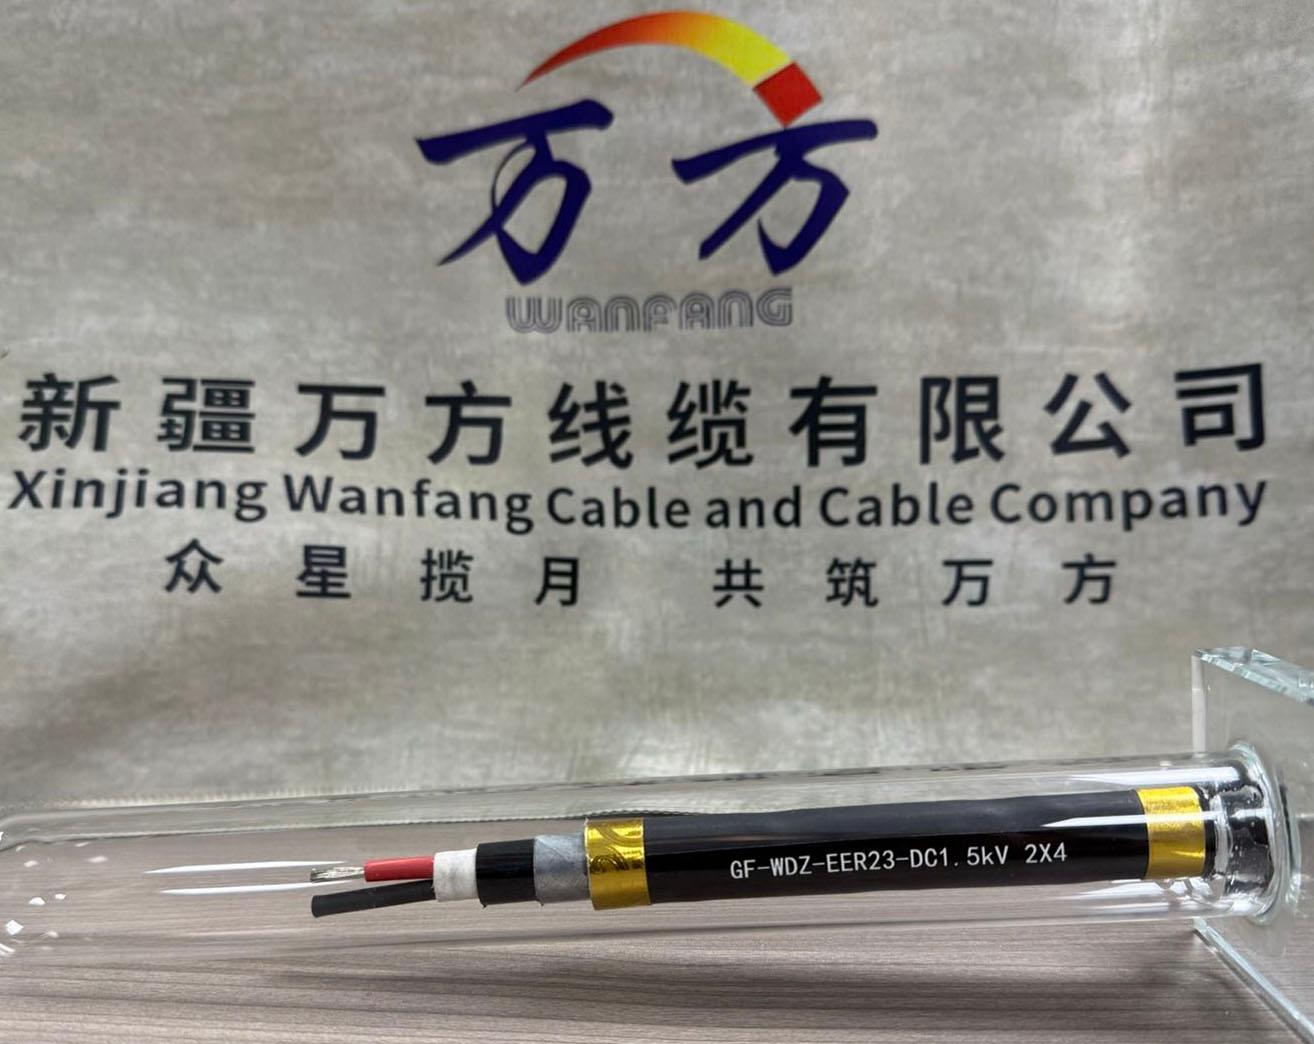 万方
WANFANG
新疆万方线缆有限公司
Xinjiang Wanfang Cable and Cable Company
众星揽月 共筑万方
GF-WDZ-EER23-DC1.5kV 2X4